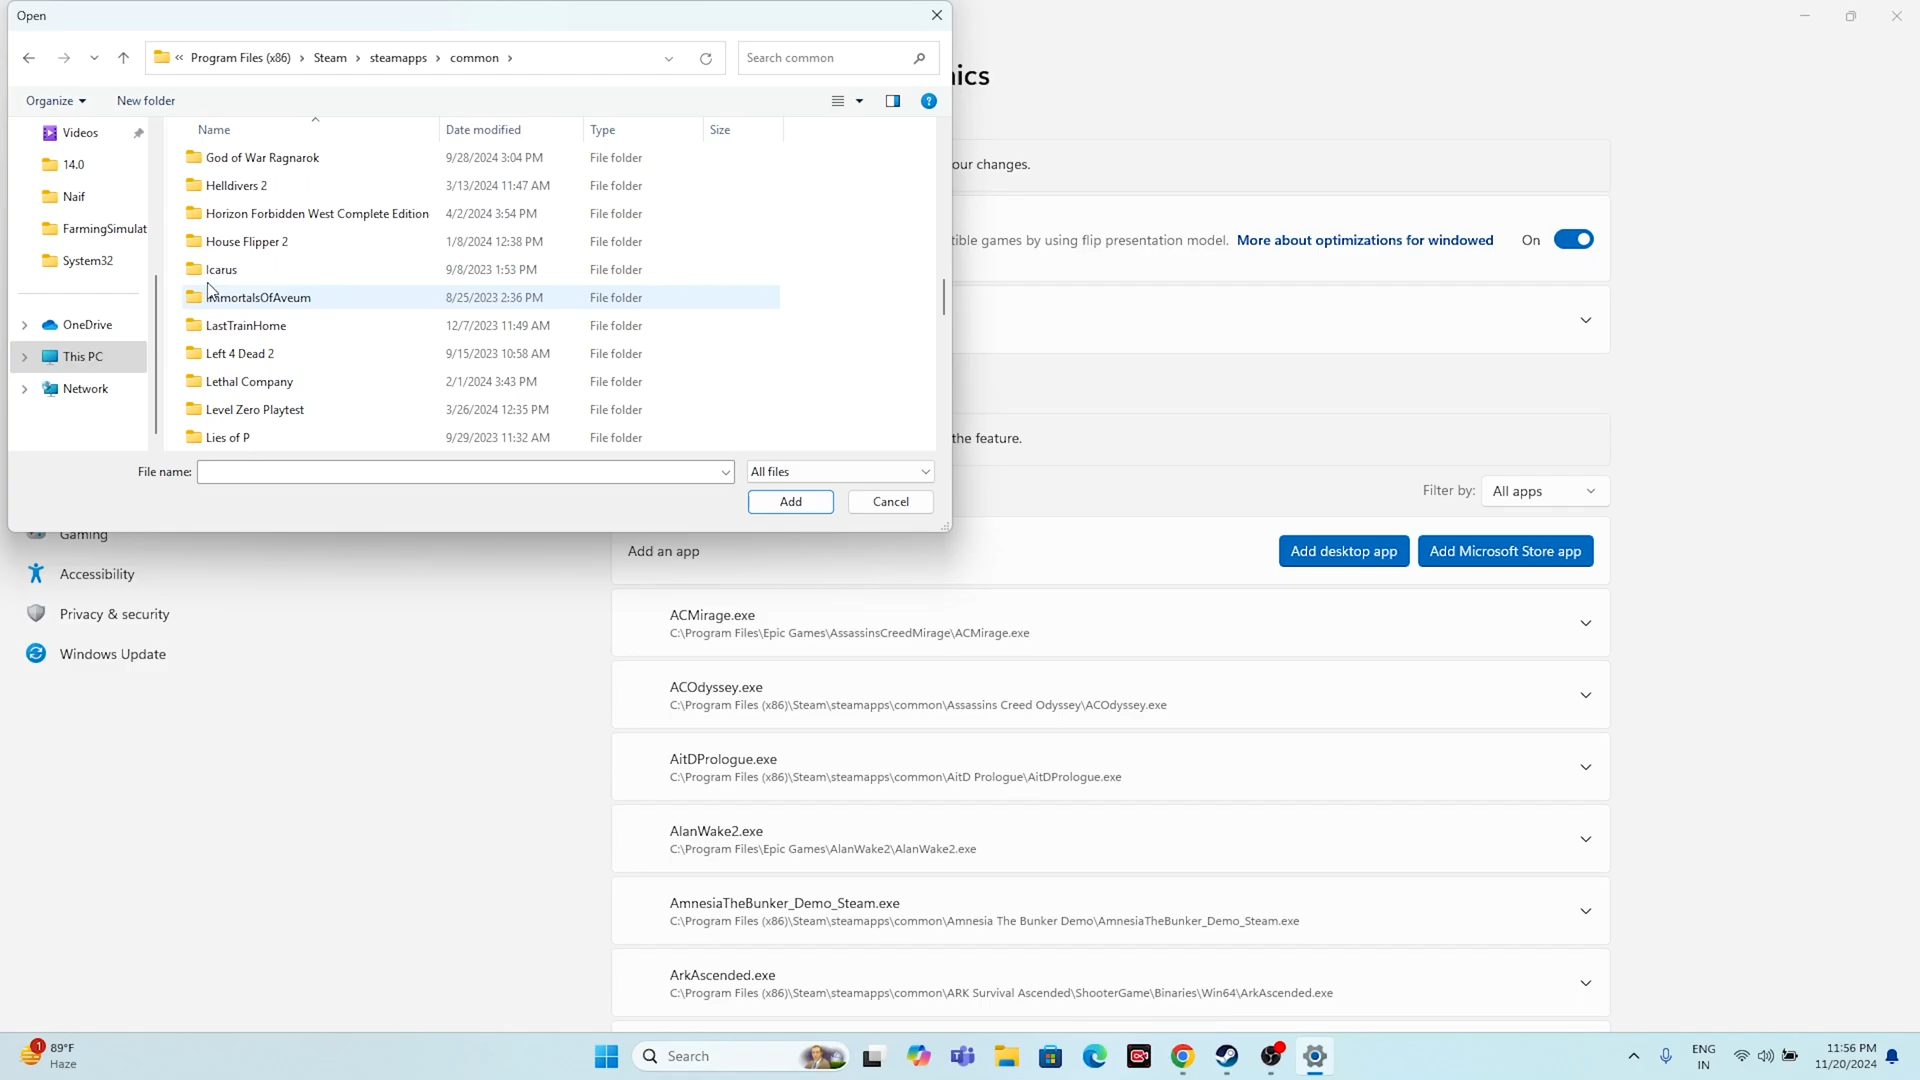 Open
« Program Files (x86) > Steam > steamapps > common >
Search common
Organize
New folder
Videos
14.0
Naif
FarmingSimulat
System32
OneDrive
This PC
Network
Name Date modified Type Size
God of War Ragnarok 9/28/2024 3:04 PM File folder
Helldivers 2 3/13/2024 11:47 AM File folder
Horizon Forbidden West Complete Edition 4/2/2024 3:54 PM File folder
House Flipper 2 1/8/2024 12:38 PM File folder
Icarus 9/8/2023 1:53 PM File folder
ImmortalsOfAveum 8/25/2023 2:36 PM File folder
LastTrainHome 12/7/2023 11:49 AM File folder
Left 4 Dead 2 9/15/2023 10:58 AM File folder
Lethal Company 2/1/2024 3:43 PM File folder
Level Zero Playtest 3/26/2024 12:35 PM File folder
Lies of P 9/29/2023 11:32 AM File folder
File name:
All files
Add
Cancel
ics
our changes.
tible games by using flip presentation model. More about optimizations for windowed
On
the feature.
Filter by: All apps
Gaming
Accessibility
Privacy & security
Windows Update
Add an app
Add desktop app
Add Microsoft Store app
ACMirage.exe
C:\Program Files\Epic Games\AssassinsCreedMirage\ACMirage.exe
ACOdyssey.exe
C:\Program Files (x86)\Steam\steamapps\common\Assassins Creed Odyssey\ACOdyssey.exe
AitDPrologue.exe
C:\Program Files (x86)\Steam\steamapps\common\AitD Prologue\AitDPrologue.exe
AlanWake2.exe
C:\Program Files\Epic Games\AlanWake2\AlanWake2.exe
AmnesiaTheBunker_Demo_Steam.exe
C:\Program Files (x86)\Steam\steamapps\common\Amnesia The Bunker Demo\AmnesiaTheBunker_Demo_Steam.exe
ArkAscended.exe
C:\Program Files (x86)\Steam\steamapps\common\ARK Survival Ascended\ShooterGame\Binaries\Win64\ArkAscended.exe
1
89°F
Haze
Search
ENG
IN
11:56 PM
11/20/2024